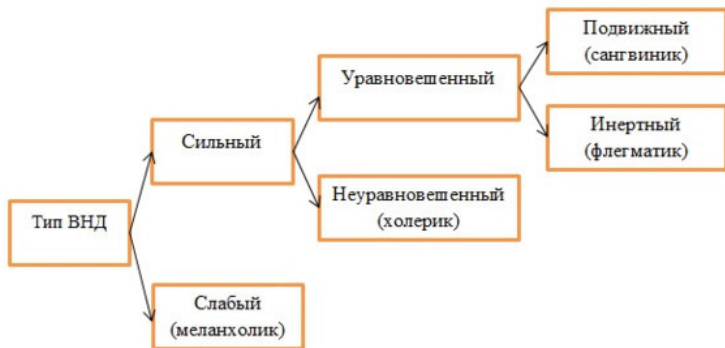 Подвижный
(сангвиник)
Уравновешенный
Инертный
(флегматик)
Сильный
Неуравновешенный
(холерик)
Тип ВНД
Слабый
(меланхолик)